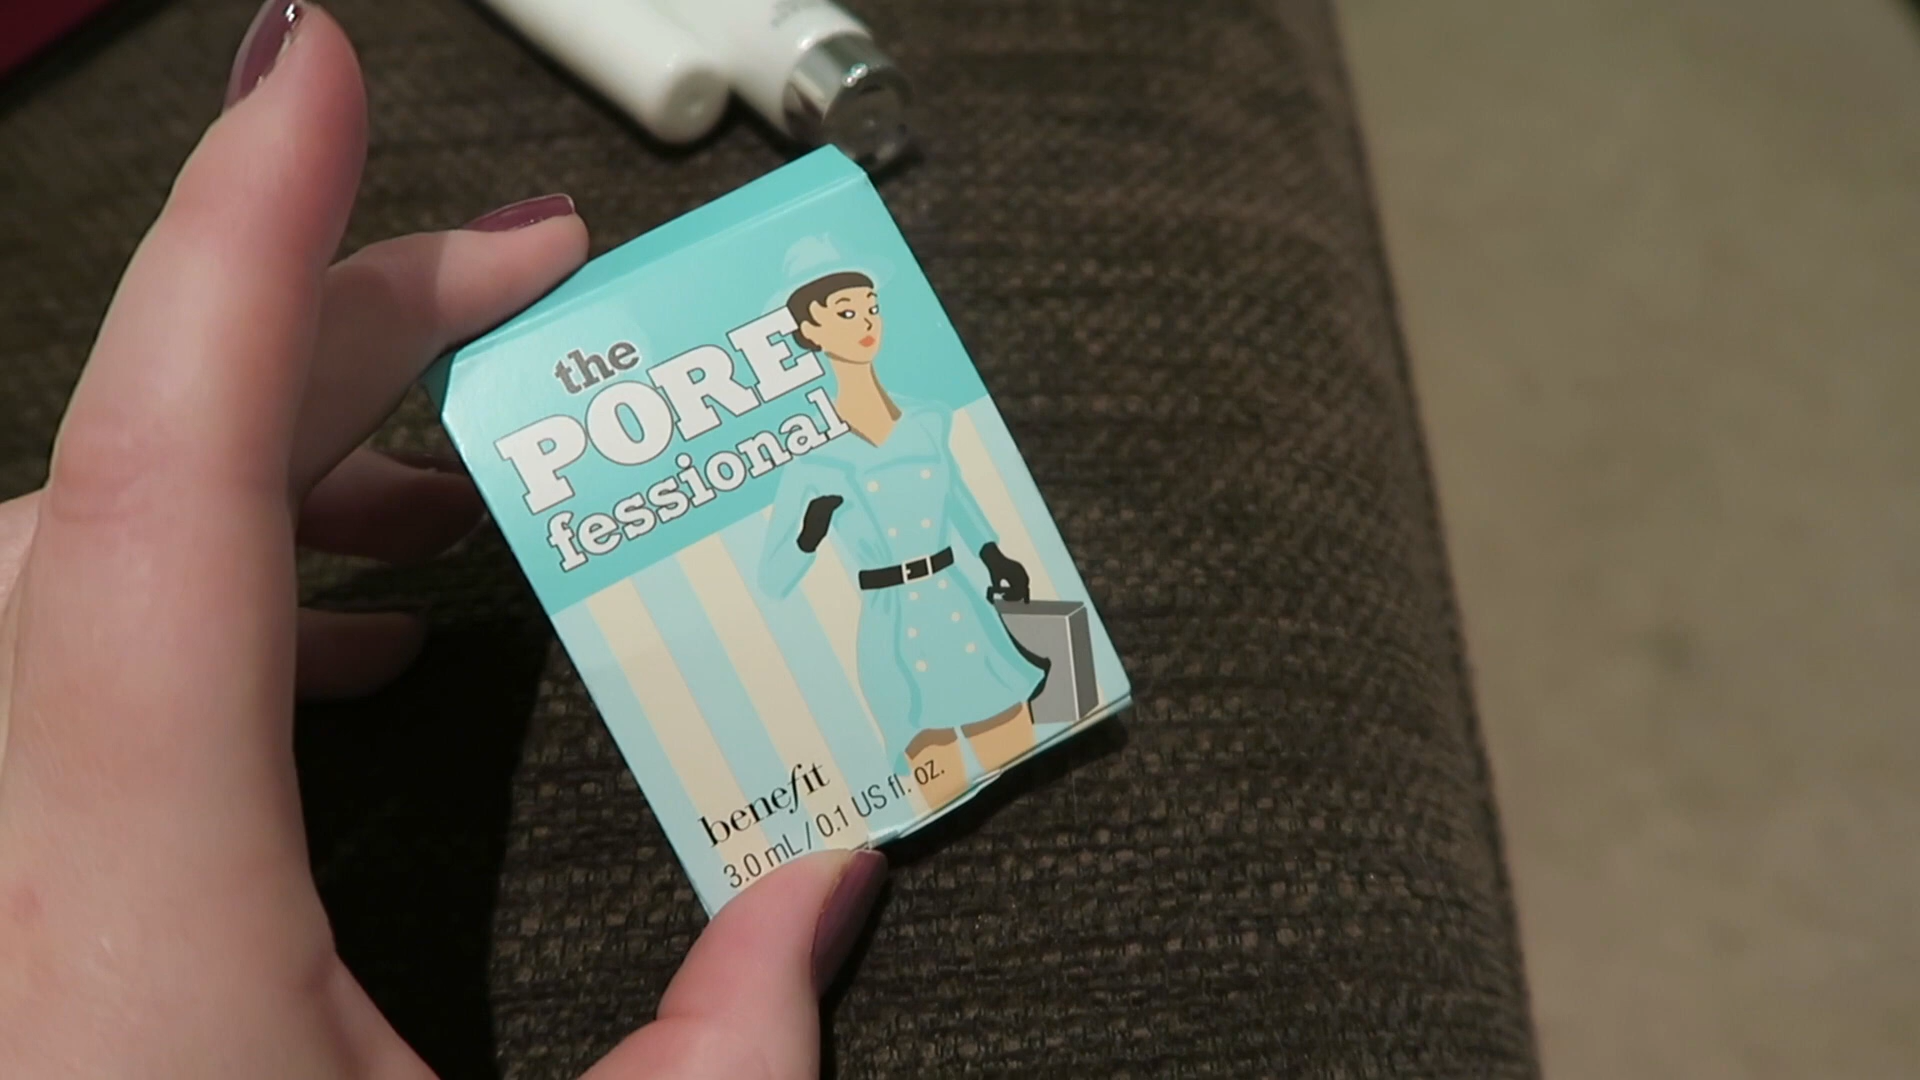 the
PORE
fessional
benefit
3.0 mL / 0.1 US fl. oz.